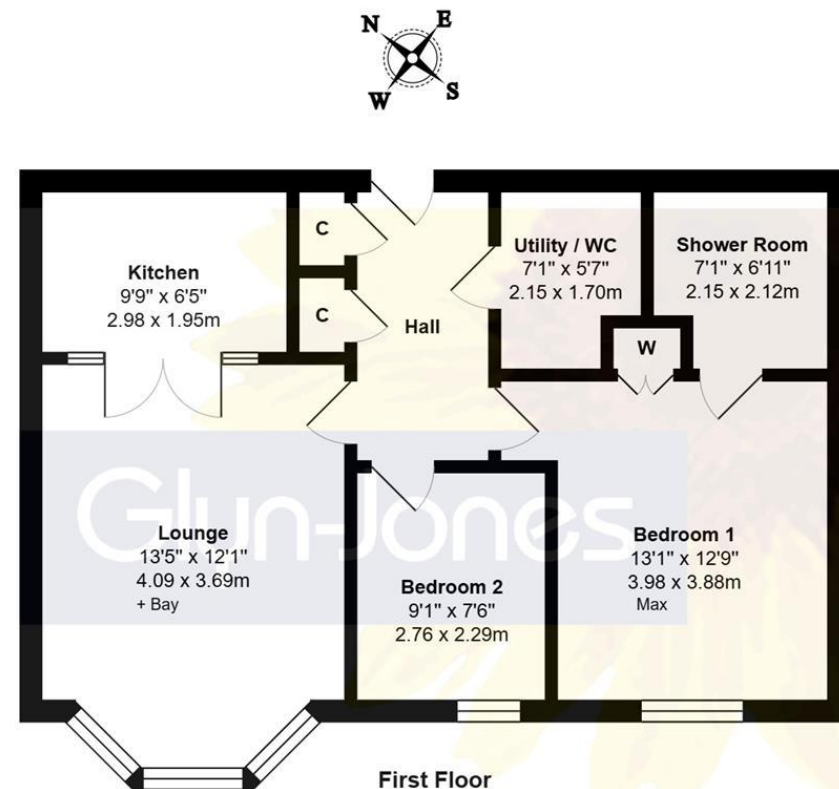 N
E
W
S
Kitchen
9'9" x 6'5"
2.98 x 1.95m
C
C
Hall
Utility / WC
7'1" x 5'7"
2.15 x 1.70m
Shower Room
7'1" x 6'11"
2.15 x 2.12m
W
Glyn-Jones
Lounge
13'5" x 12'1"
4.09 x 3.69m
+ Bay
Bedroom 2
9'1" x 7'6"
2.76 x 2.29m
Bedroom 1
13'1" x 12'9"
3.98 x 3.88m
Max
First Floor